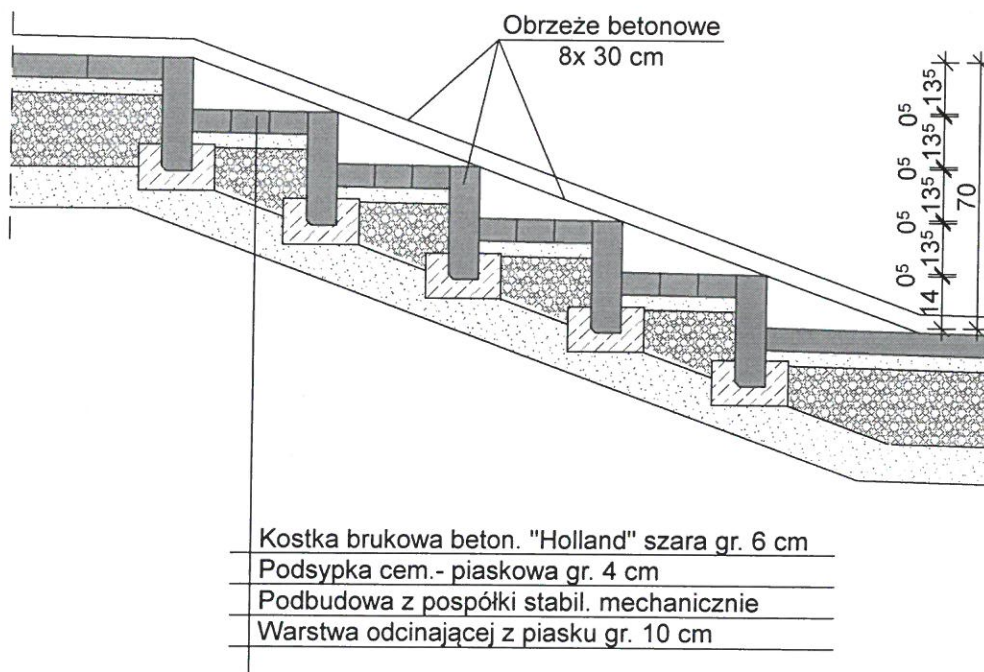 Obrzeże betonowe
8x 30 cm
13⁵
0⁵
13⁵
0⁵
13⁵
0⁵
13⁵
0⁵
14
70
Kostka brukowa beton. "Holland" szara gr. 6 cm
Podsypka cem.- piaskowa gr. 4 cm
Podbudowa z pospółki stabil. mechanicznie
Warstwa odcinającej z piasku gr. 10 cm